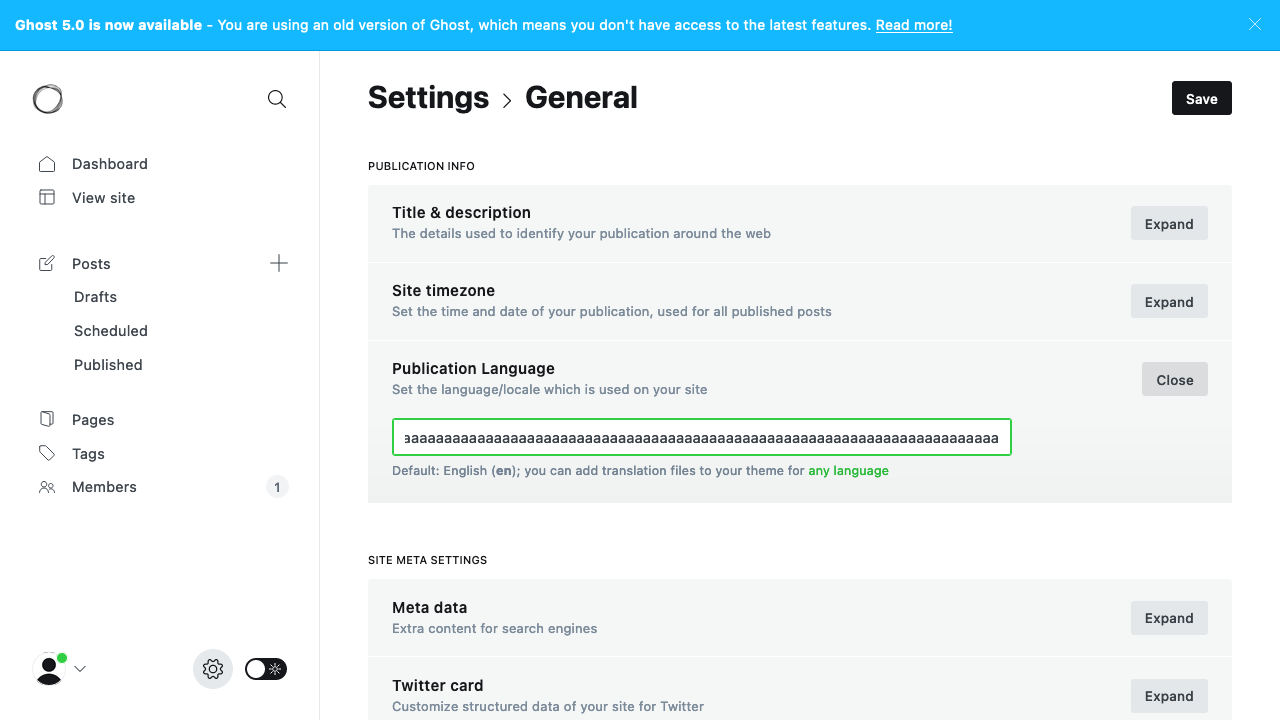 Ghost 5.0 is now available - You are using an old version of Ghost, which means you don't have access to the latest features. Read more!
Settings > General
Save
Dashboard
View site
Posts
Drafts
Scheduled
Published
Pages
Tags
Members 1
PUBLICATION INFO
Title & description
The details used to identify your publication around the web
Expand
Site timezone
Set the time and date of your publication, used for all published posts
Expand
Publication Language
Set the language/locale which is used on your site
Close
aaaaaaaaaaaaaaaaaaaaaaaaaaaaaaaaaaaaaaaaaaaaaaaaaaaaaaaaaaaaaaaaaaaaaaaa
Default: English (en); you can add translation files to your theme for any language
SITE META SETTINGS
Meta data
Extra content for search engines
Expand
Twitter card
Customize structured data of your site for Twitter
Expand